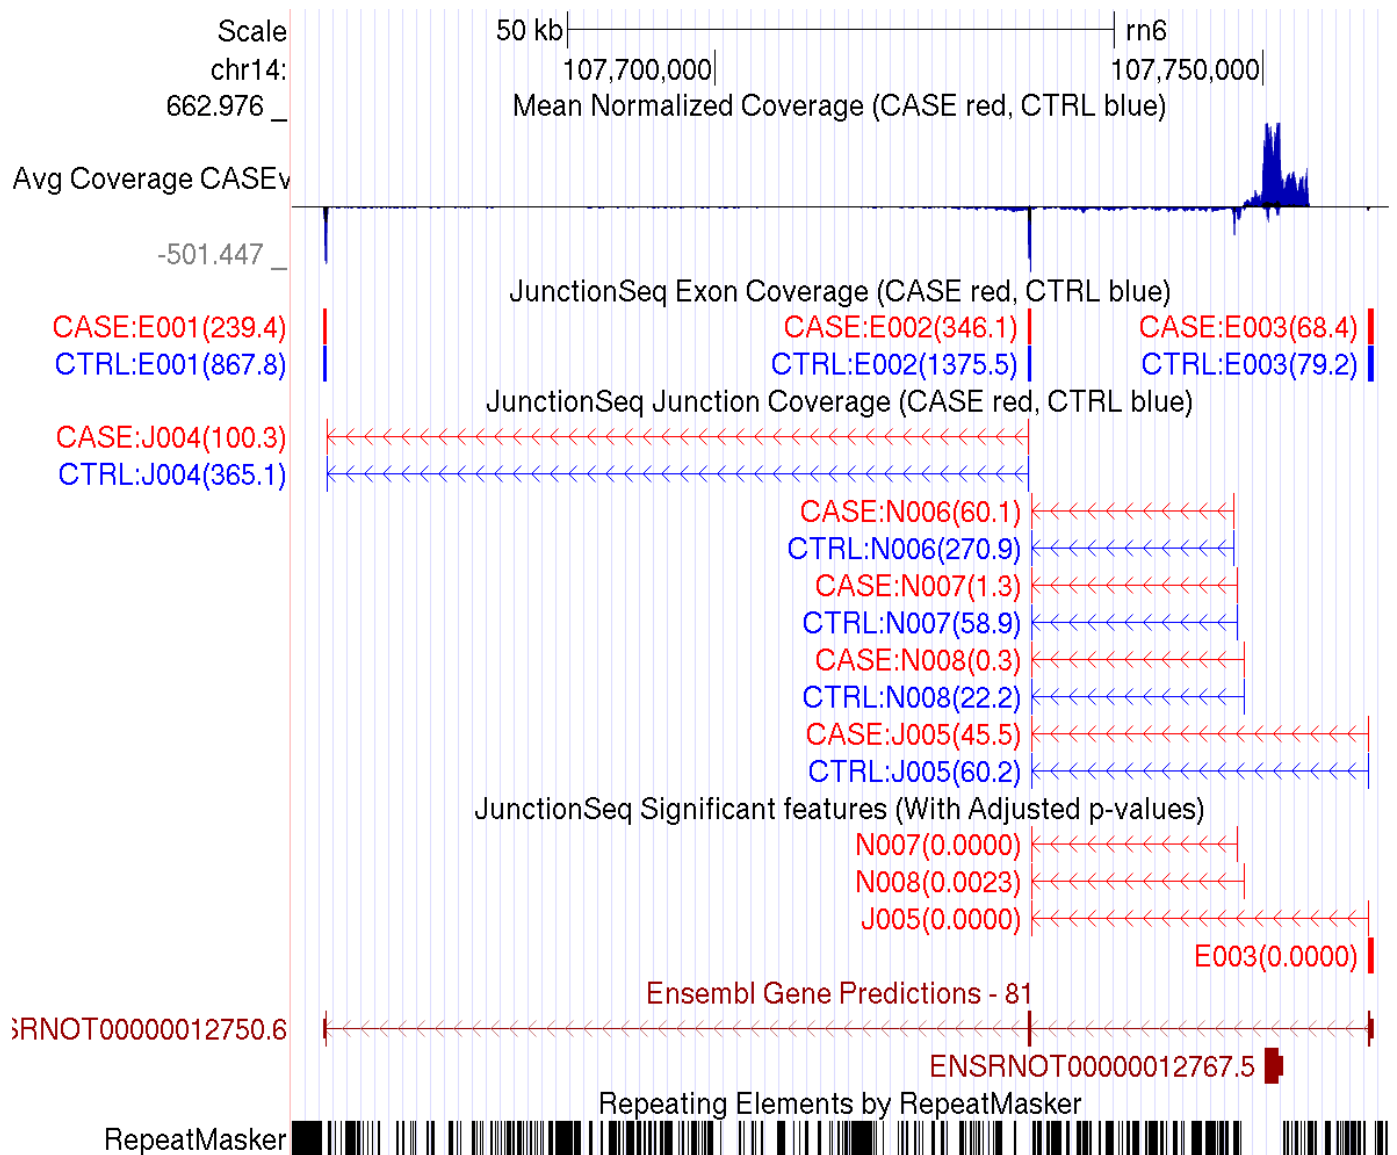 Scale 50 kb rn6
chr14: 107,700,000 107,750,000
662.976 _ Mean Normalized Coverage (CASE red, CTRL blue)
Avg Coverage CASEv
-501.447 _
JunctionSeq Exon Coverage (CASE red, CTRL blue)
CASE:E001(239.4) CASE:E002(346.1) CASE:E003(68.4)
CTRL:E001(867.8) CTRL:E002(1375.5) CTRL:E003(79.2)
JunctionSeq Junction Coverage (CASE red, CTRL blue)
CASE:J004(100.3)
CTRL:J004(365.1)
CASE:N006(60.1)
CTRL:N006(270.9)
CASE:N007(1.3)
CTRL:N007(58.9)
CASE:N008(0.3)
CTRL:N008(22.2)
CASE:J005(45.5)
CTRL:J005(60.2)
JunctionSeq Significant features (With Adjusted p-values)
N007(0.0000)
N008(0.0023)
J005(0.0000)
E003(0.0000)
Ensembl Gene Predictions - 81
SRNOT00000012750.6
ENSRNOT00000012767.5
Repeating Elements by RepeatMasker
RepeatMasker